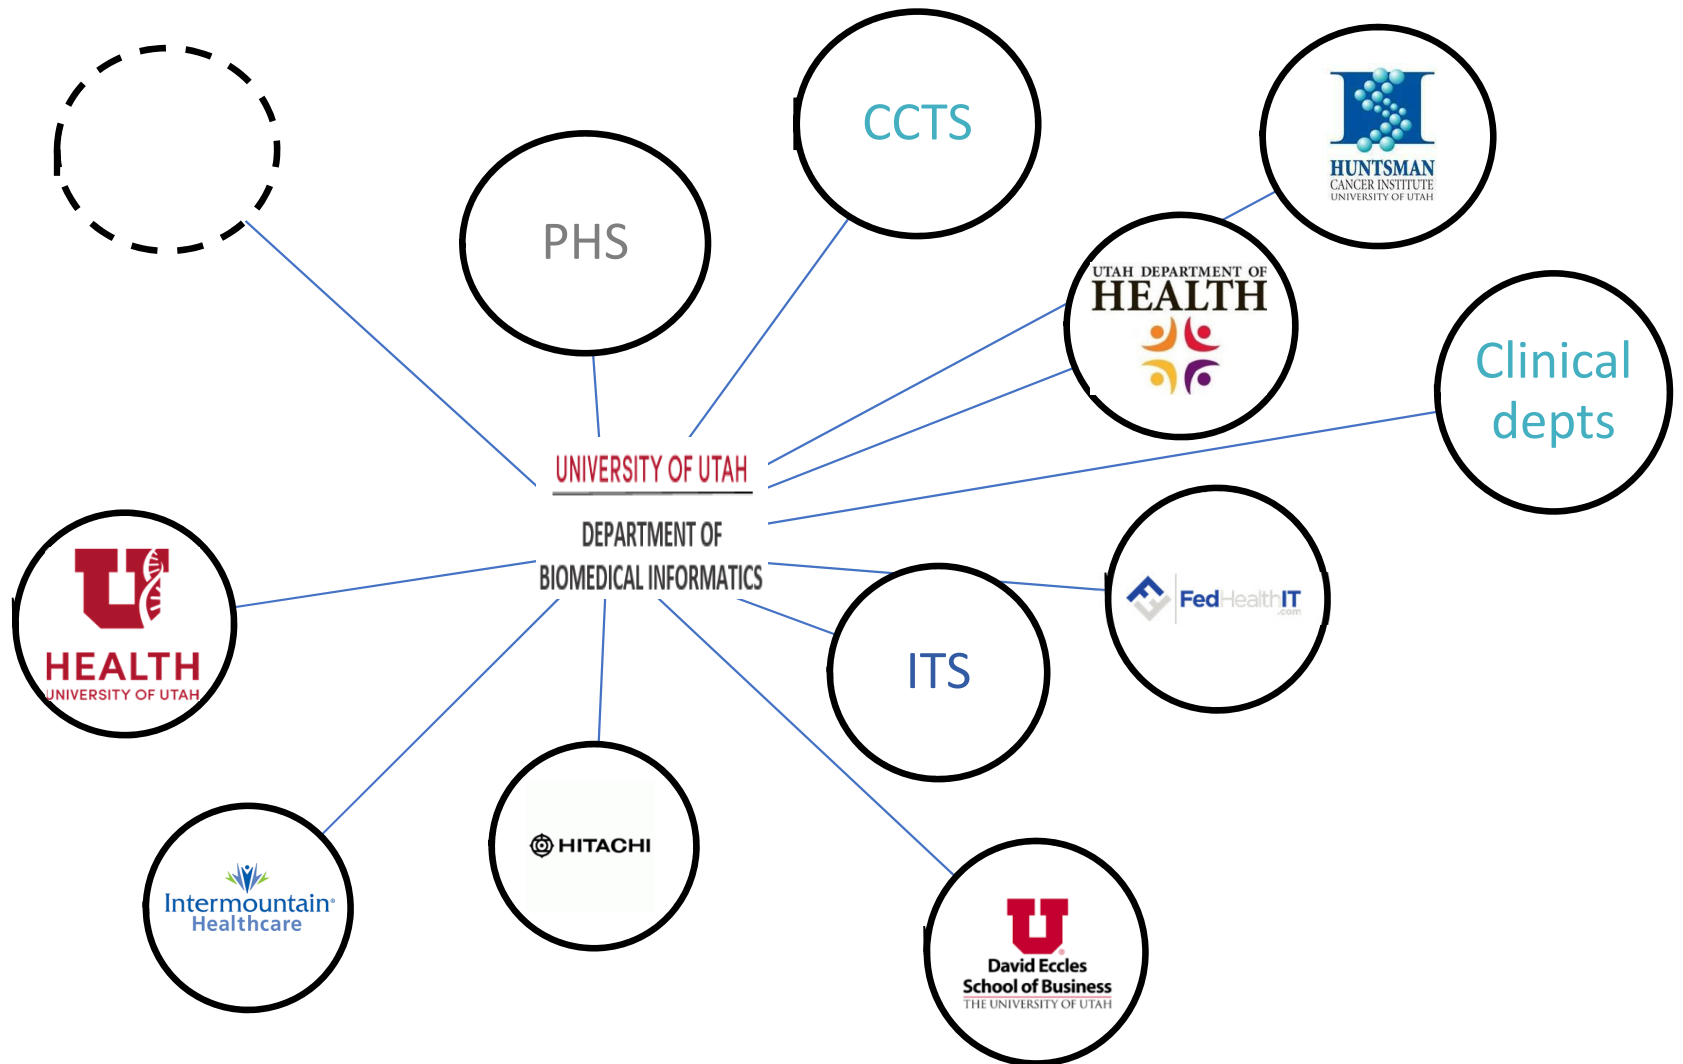 CCTS
HUNTSMAN
CANCER INSTITUTE
UNIVERSITY OF UTAH
PHS
UTAH DEPARTMENT OF
HEALTH
Clinical
depts
UNIVERSITY OF UTAH
DEPARTMENT OF
BIOMEDICAL INFORMATICS
FedHealthIT
.com
U
HEALTH
UNIVERSITY OF UTAH
ITS
HITACHI
Intermountain®
Healthcare
U®
David Eccles
School of Business
THE UNIVERSITY OF UTAH